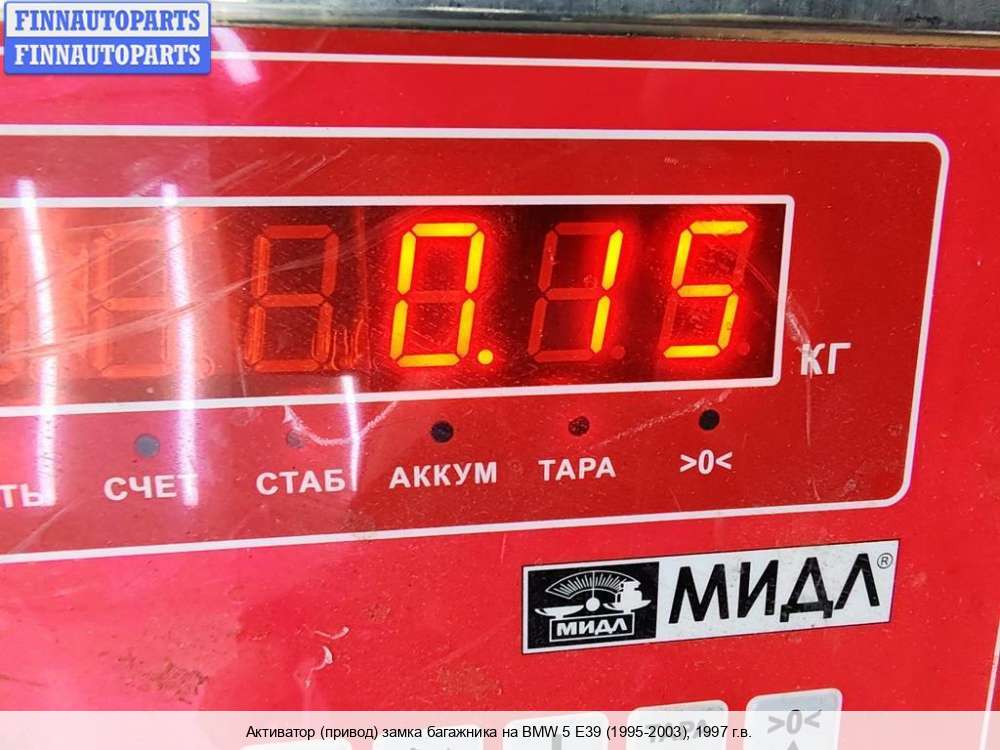 FINNAUTOPARTS
FINNAUTOPARTS
0.15
КГ
СЧЕТ СТАБ АККУМ ТАРА >0<
МИДЛ МИДЛ®
ТАРА >0<
Активатор (привод) замка багажника на BMW 5 E39 (1995-2003), 1997 г.в.